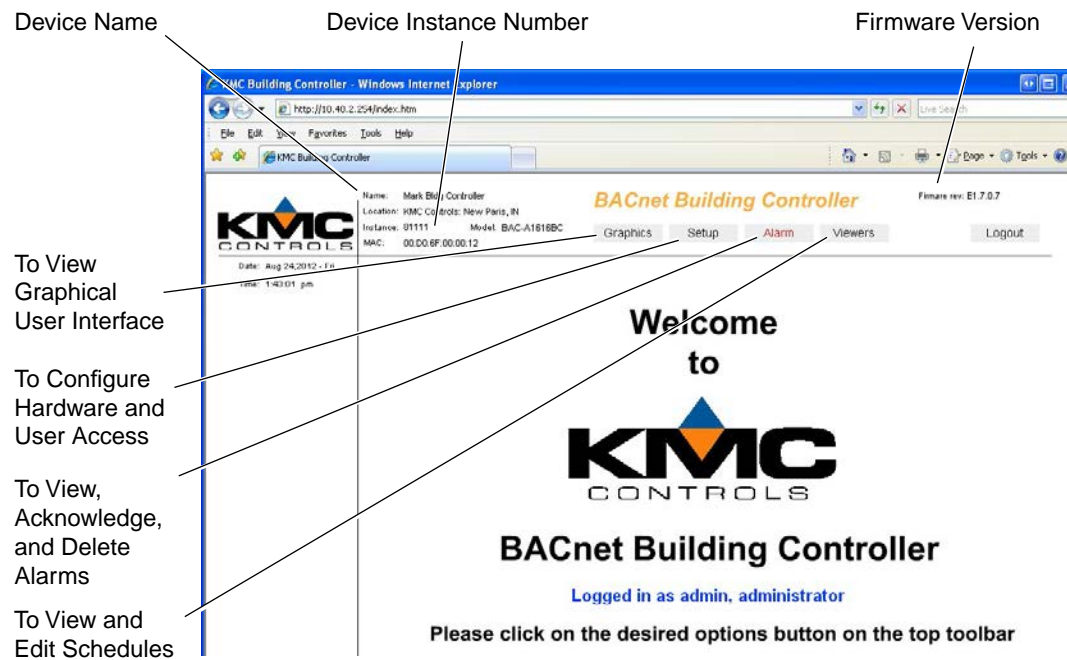 Device Name
Device Instance Number
Firmware Version
KMC Building Controller - Windows Internet Explorer
http://10.40.2.254/index.htm
Live Search
File Edit View Favorites Tools Help
KMC Building Controller
Page Tools
KMC
CONTROLS
Name: Mark Bldg Controller
Location: KMC Controls: New Paris, IN
Instance: 81111 Model: BAC-A1616BC
MAC: 00.D0.6F.00.00.12
BACnet Building Controller
Firmare rev: E1.7.0.7
Graphics Setup Alarm Viewers Logout
Date: Aug 24,2012 - Fri
Time: 1:43:01 pm
To View
Graphical
User Interface
To Configure
Hardware and
User Access
To View,
Acknowledge,
and Delete
Alarms
To View and
Edit Schedules
Welcome
to
KMC
CONTROLS
BACnet Building Controller
Logged in as admin, administrator
Please click on the desired options button on the top toolbar